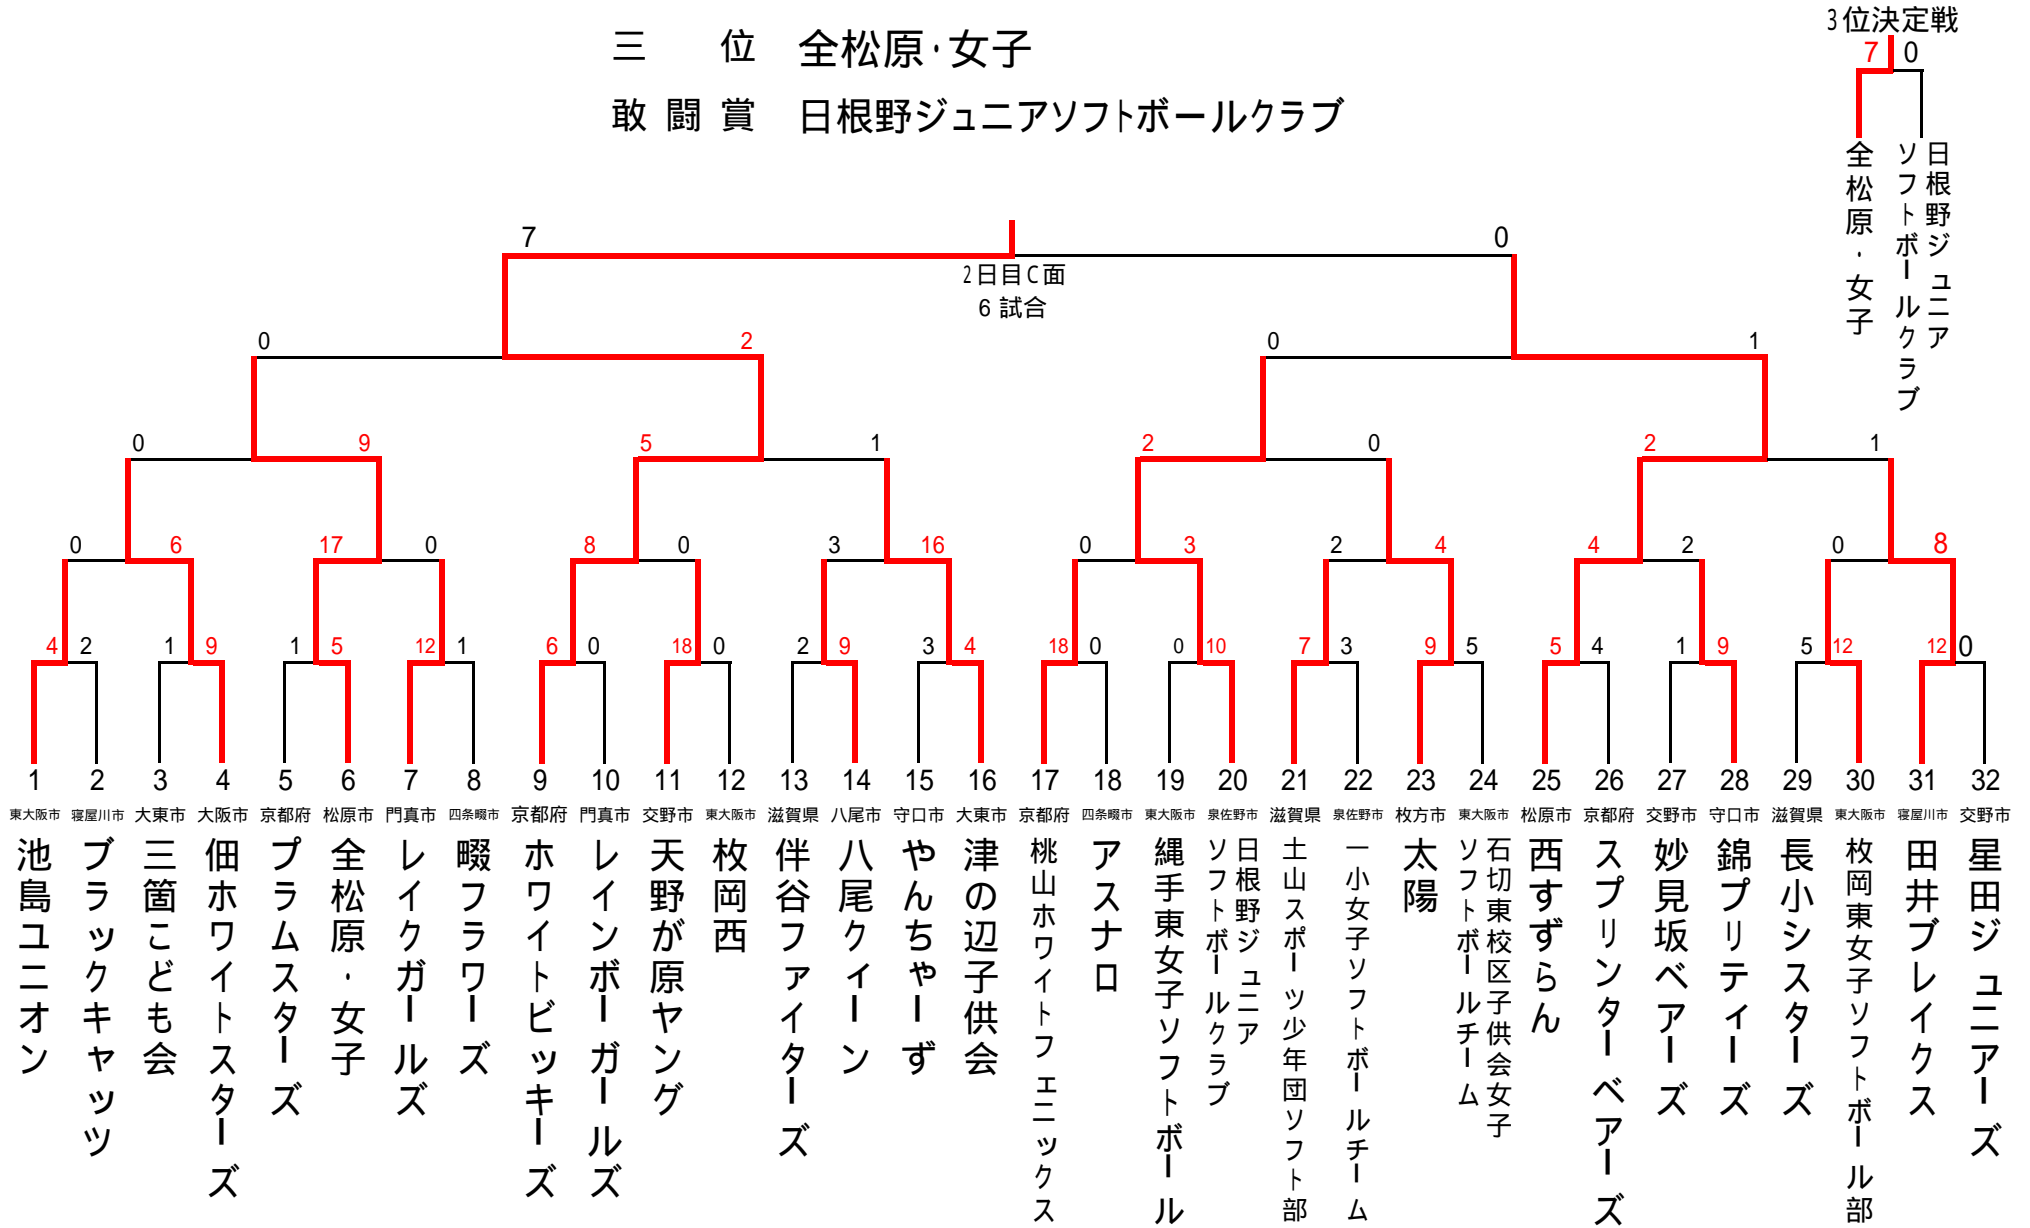 三 位 全松原・女子
敢闘賞 日根野ジュニアソフトボールクラブ
3位決定戦
7 0
全松原・女子
日根野ジュニア
ソフトボールクラブ
7 0
2日目C面
6 試合
0 2 0 1
0 9 5 1 2 0 2 1
0 6 17 0 8 0 3 16 0 3 2 4 4 2 0 8
4 2 1 9 1 5 12 1 6 0 18 0 2 9 3 4 18 0 0 10 7 3 9 5 5 4 1 9 5 12 12 0
1 2 3 4 5 6 7 8 9 10 11 12 13 14 15 16 17 18 19 20 21 22 23 24 25 26 27 28 29 30 31 32
東大阪市 寝屋川市 大東市 大阪市 京都府 松原市 門真市 四条畷市 京都府 門真市 交野市 東大阪市 滋賀県 八尾市 守口市 大東市 京都府 四条畷市 東大阪市 泉佐野市 滋賀県 泉佐野市 枚方市 東大阪市 松原市 京都府 交野市 守口市 滋賀県 東大阪市 寝屋川市 交野市
池島ユニオン
ブラックキャッツ
三箇こども会
佃ホワイトスターズ
プラムスターズ
全松原・女子
レイクガールズ
畷フラワーズ
ホワイトビッキーズ
レインボーガールズ
天野が原ヤング
枚岡西
伴谷ファイターズ
八尾クィーン
やんちゃーず
津の辺子供会
桃山ホワイトフェニックス
アスナロ
縄手東女子ソフトボール
日根野ジュニア
ソフトボールクラブ
土山スポーツ少年団ソフト部
一小女子ソフトボールチーム
太陽
石切東校区子供会女子
ソフトボールチーム
西すずらん
スプリンターベアーズ
妙見坂ベアーズ
錦プリティーズ
長小シスターズ
枚岡東女子ソフトボール部
田井ブレイクス
星田ジュニアーズ